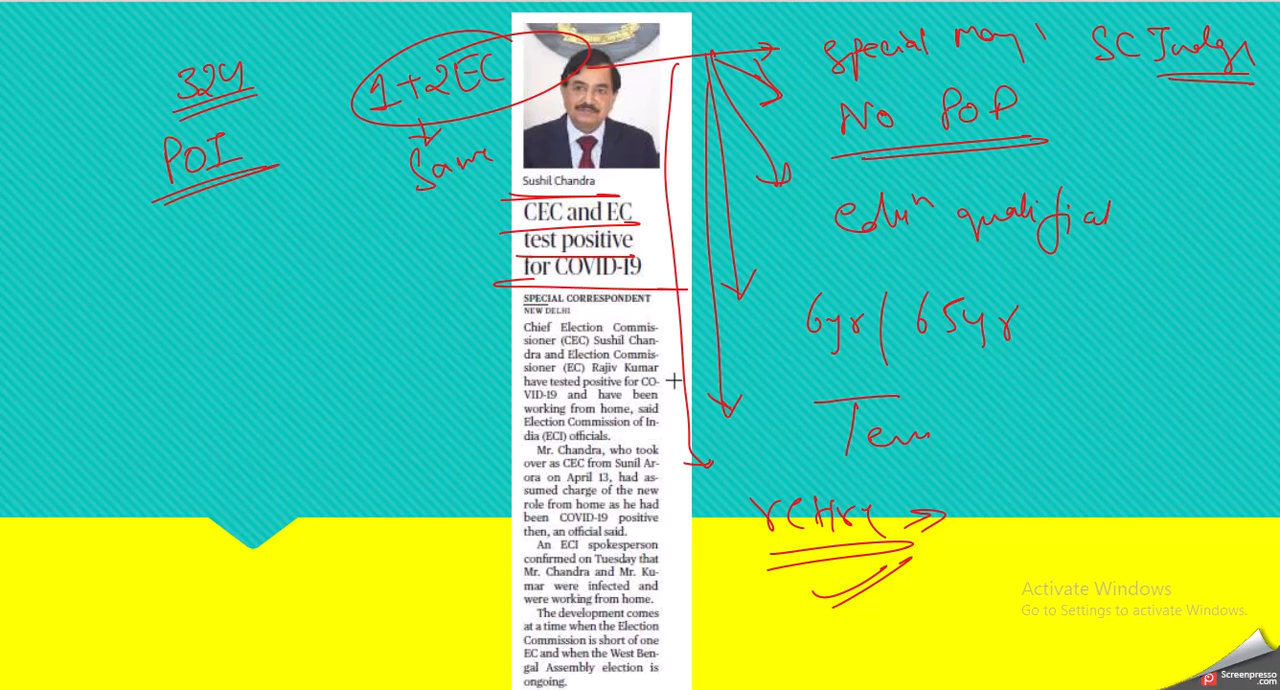 324
POI
1+2EC
Same
Special Maj'
SC Judge
NO POP
6yr / 65yr
Term
retire
Sushil Chandra
CEC and EC
test positive
for COVID-19
SPECIAL CORRESPONDENT
NEW DELHI
Chief Election Commis-
sioner (CEC) Sushil Chan-
dra and Election Commis-
sioner (EC) Rajiv Kumar
have tested positive for CO-
VID-19 and have been
working from home, said
Election Commission of In-
dia (ECI) officials.
Mr. Chandra, who took
over as CEC from Sunil Ar-
ora on April 13, had as-
sumed charge of the new
role from home as he had
been COVID-19 positive
then, an official said.
An ECI spokesperson
confirmed on Tuesday that
Mr. Chandra and Mr. Ku-
mar were infected and
were working from home.
The development comes
at a time when the Election
Commission is short of one
EC and when the West Ben-
gal Assembly election is
ongoing.
Activate Windows
Go to Settings to activate Windows.
Screenpresso
.com